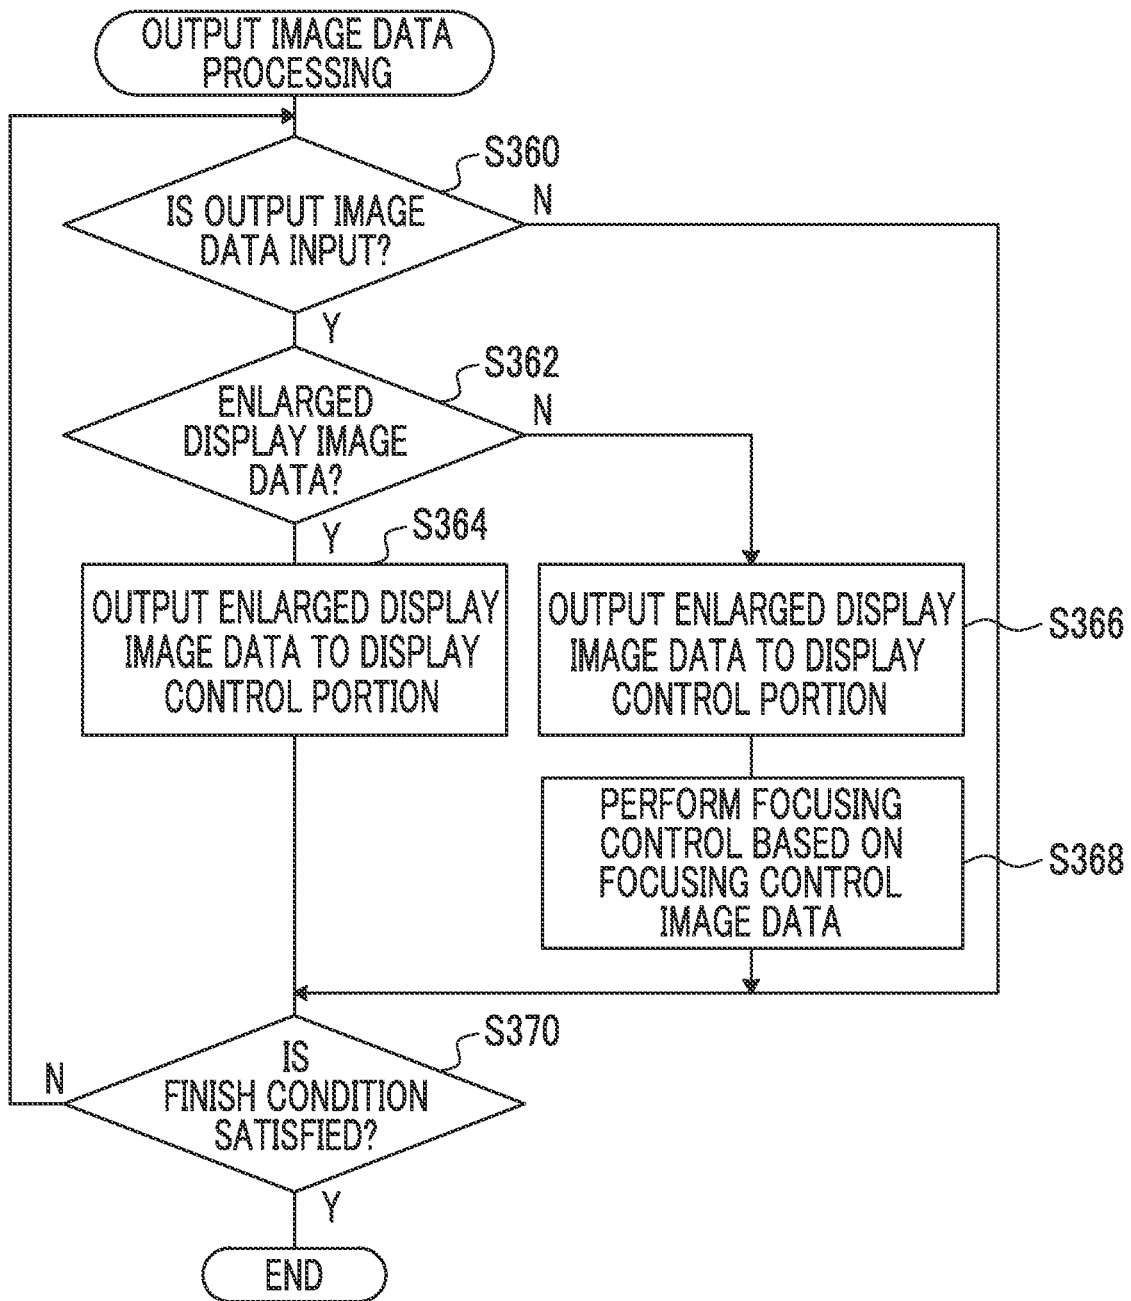 OUTPUT IMAGE DATA
PROCESSING
S360
IS OUTPUT IMAGE
DATA INPUT?
N
Y
S362
ENLARGED
DISPLAY IMAGE
DATA?
N
Y
S364
OUTPUT ENLARGED DISPLAY
IMAGE DATA TO DISPLAY
CONTROL PORTION
OUTPUT ENLARGED DISPLAY
IMAGE DATA TO DISPLAY
CONTROL PORTION
S366
PERFORM FOCUSING
CONTROL BASED ON
FOCUSING CONTROL
IMAGE DATA
S368
S370
IS
FINISH CONDITION
SATISFIED?
N
Y
END